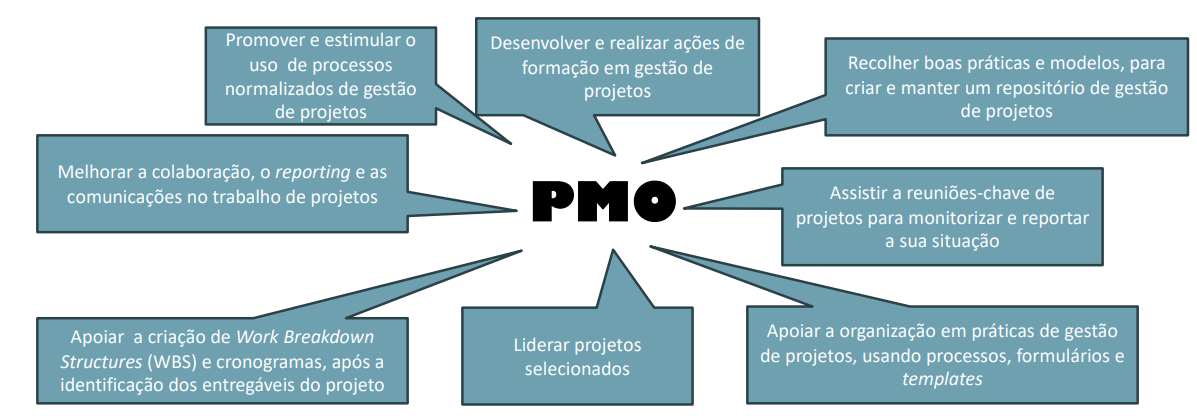 Promover e estimular o
uso de processos
normalizados de gestão
de projetos
Desenvolver e realizar ações de
formação em gestão de
projetos
Recolher boas práticas e modelos, para
criar e manter um repositório de gestão
de projetos
Melhorar a colaboração, o reporting e as
comunicações no trabalho de projetos
PMO
Assistir a reuniões-chave de
projetos para monitorizar e reportar
a sua situação
Apoiar a criação de Work Breakdown
Structures (WBS) e cronogramas, após a
identificação dos entregáveis do projeto
Liderar projetos
selecionados
Apoiar a organização em práticas de gestão
de projetos, usando processos, formulários e
templates